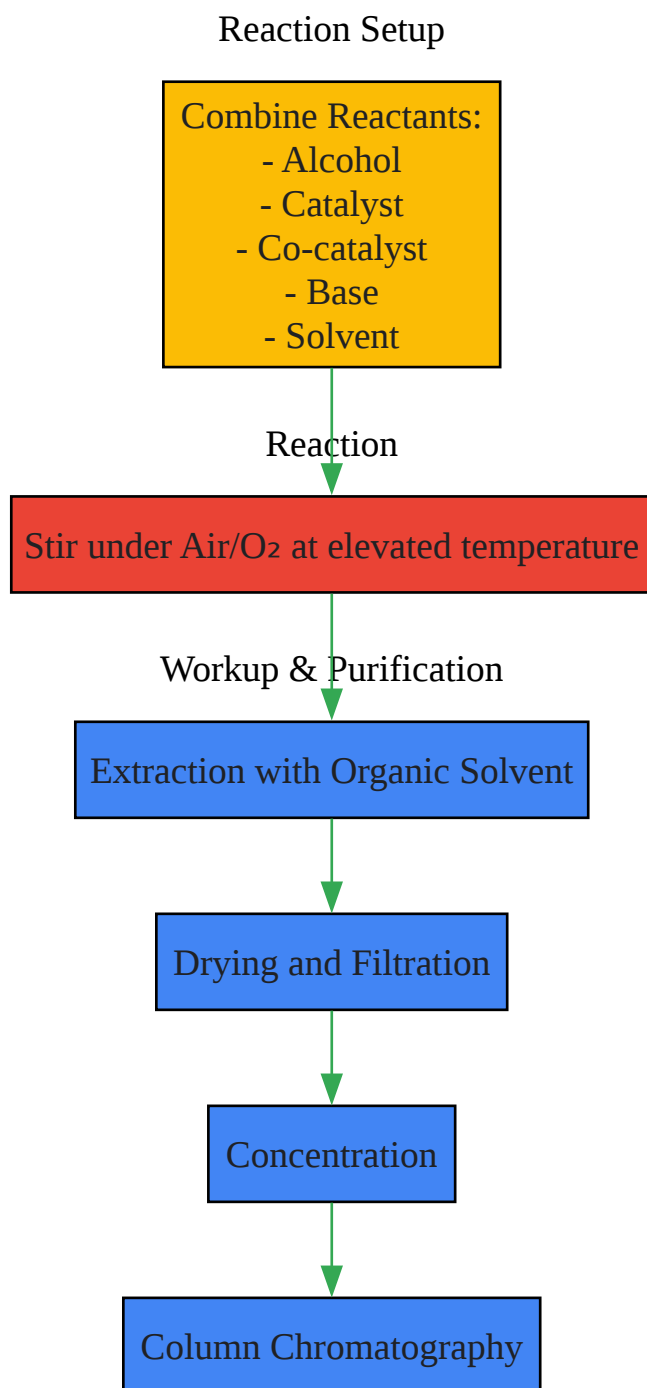 Reaction Setup
Combine Reactants:
- Alcohol
- Catalyst
- Co-catalyst
- Base
- Solvent
Reaction
Stir under Air/O₂ at elevated temperature
Workup & Purification
Extraction with Organic Solvent
Drying and Filtration
Concentration
Column Chromatography